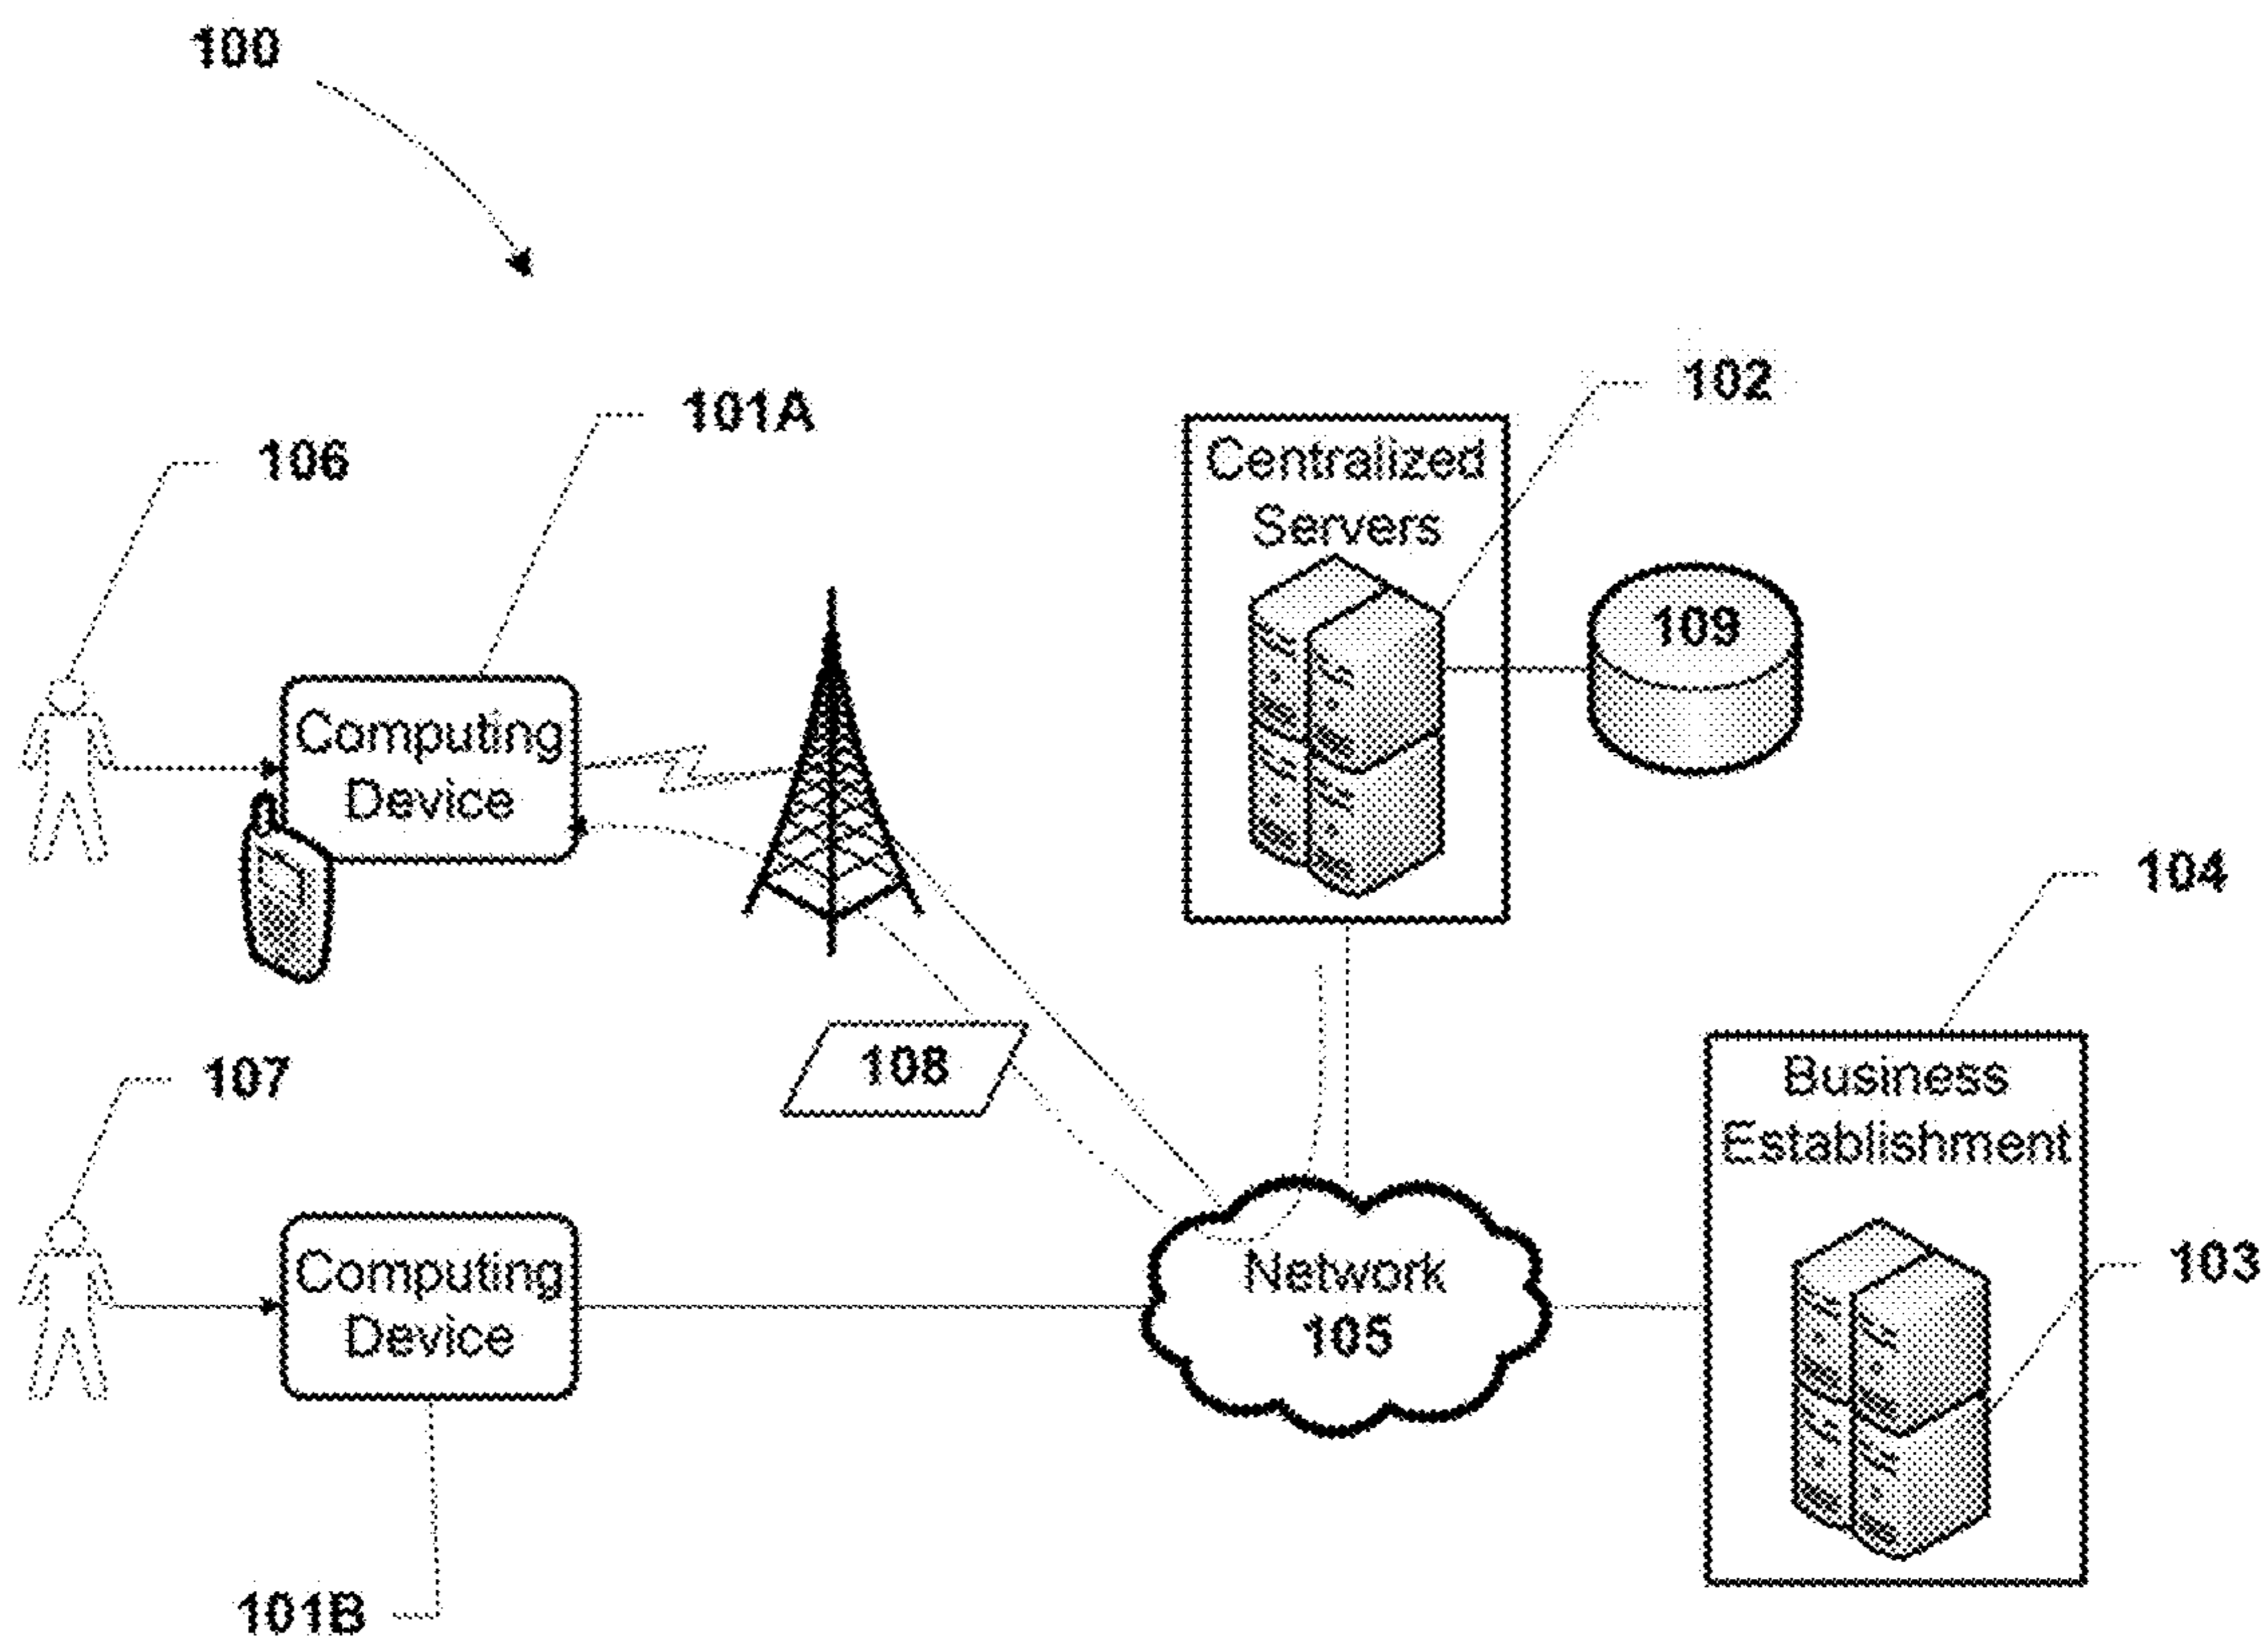 100
102
101A
106
Centralized
Servers
109
Computing
Device
104
108
107
Business
Establishment
Computing
Device
Network
105
103
101B